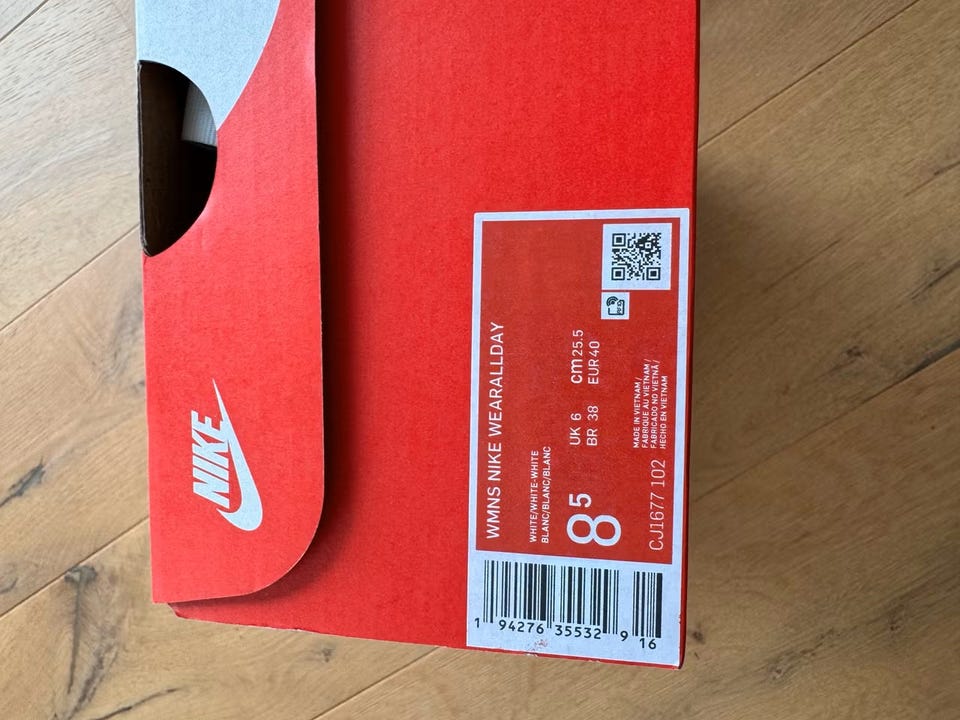 NIKE
WMNS NIKE WEARALLDAY
WHITE/WHITE-WHITE
BLANC/BLANC/BLANC
8 5
UK 6 cm 25.5
BR 38 EUR 40
MADE IN VIETNAM /
FABRIQUE AU VIETNAM /
FABRICADO NO VIETNÃ /
HECHO EN VIETNAM
CJ1677 102
1 94276 35532 9 16